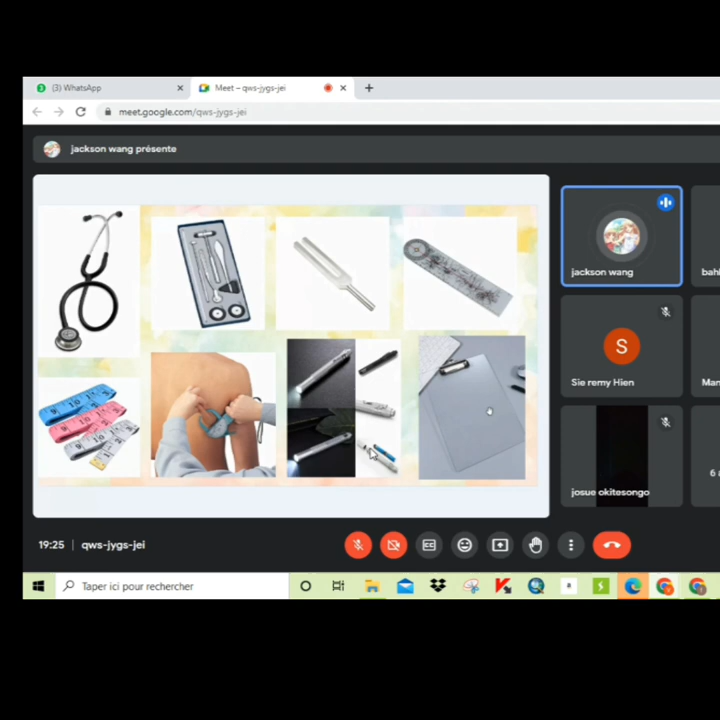 (3) WhatsApp
Meet – qws-jygs-jei
meet.google.com/qws-jygs-jei
jackson wang présente
jackson wang
S
Sie remy Hien
josue okitesongo
19:25 | qws-jygs-jei
Taper ici pour rechercher